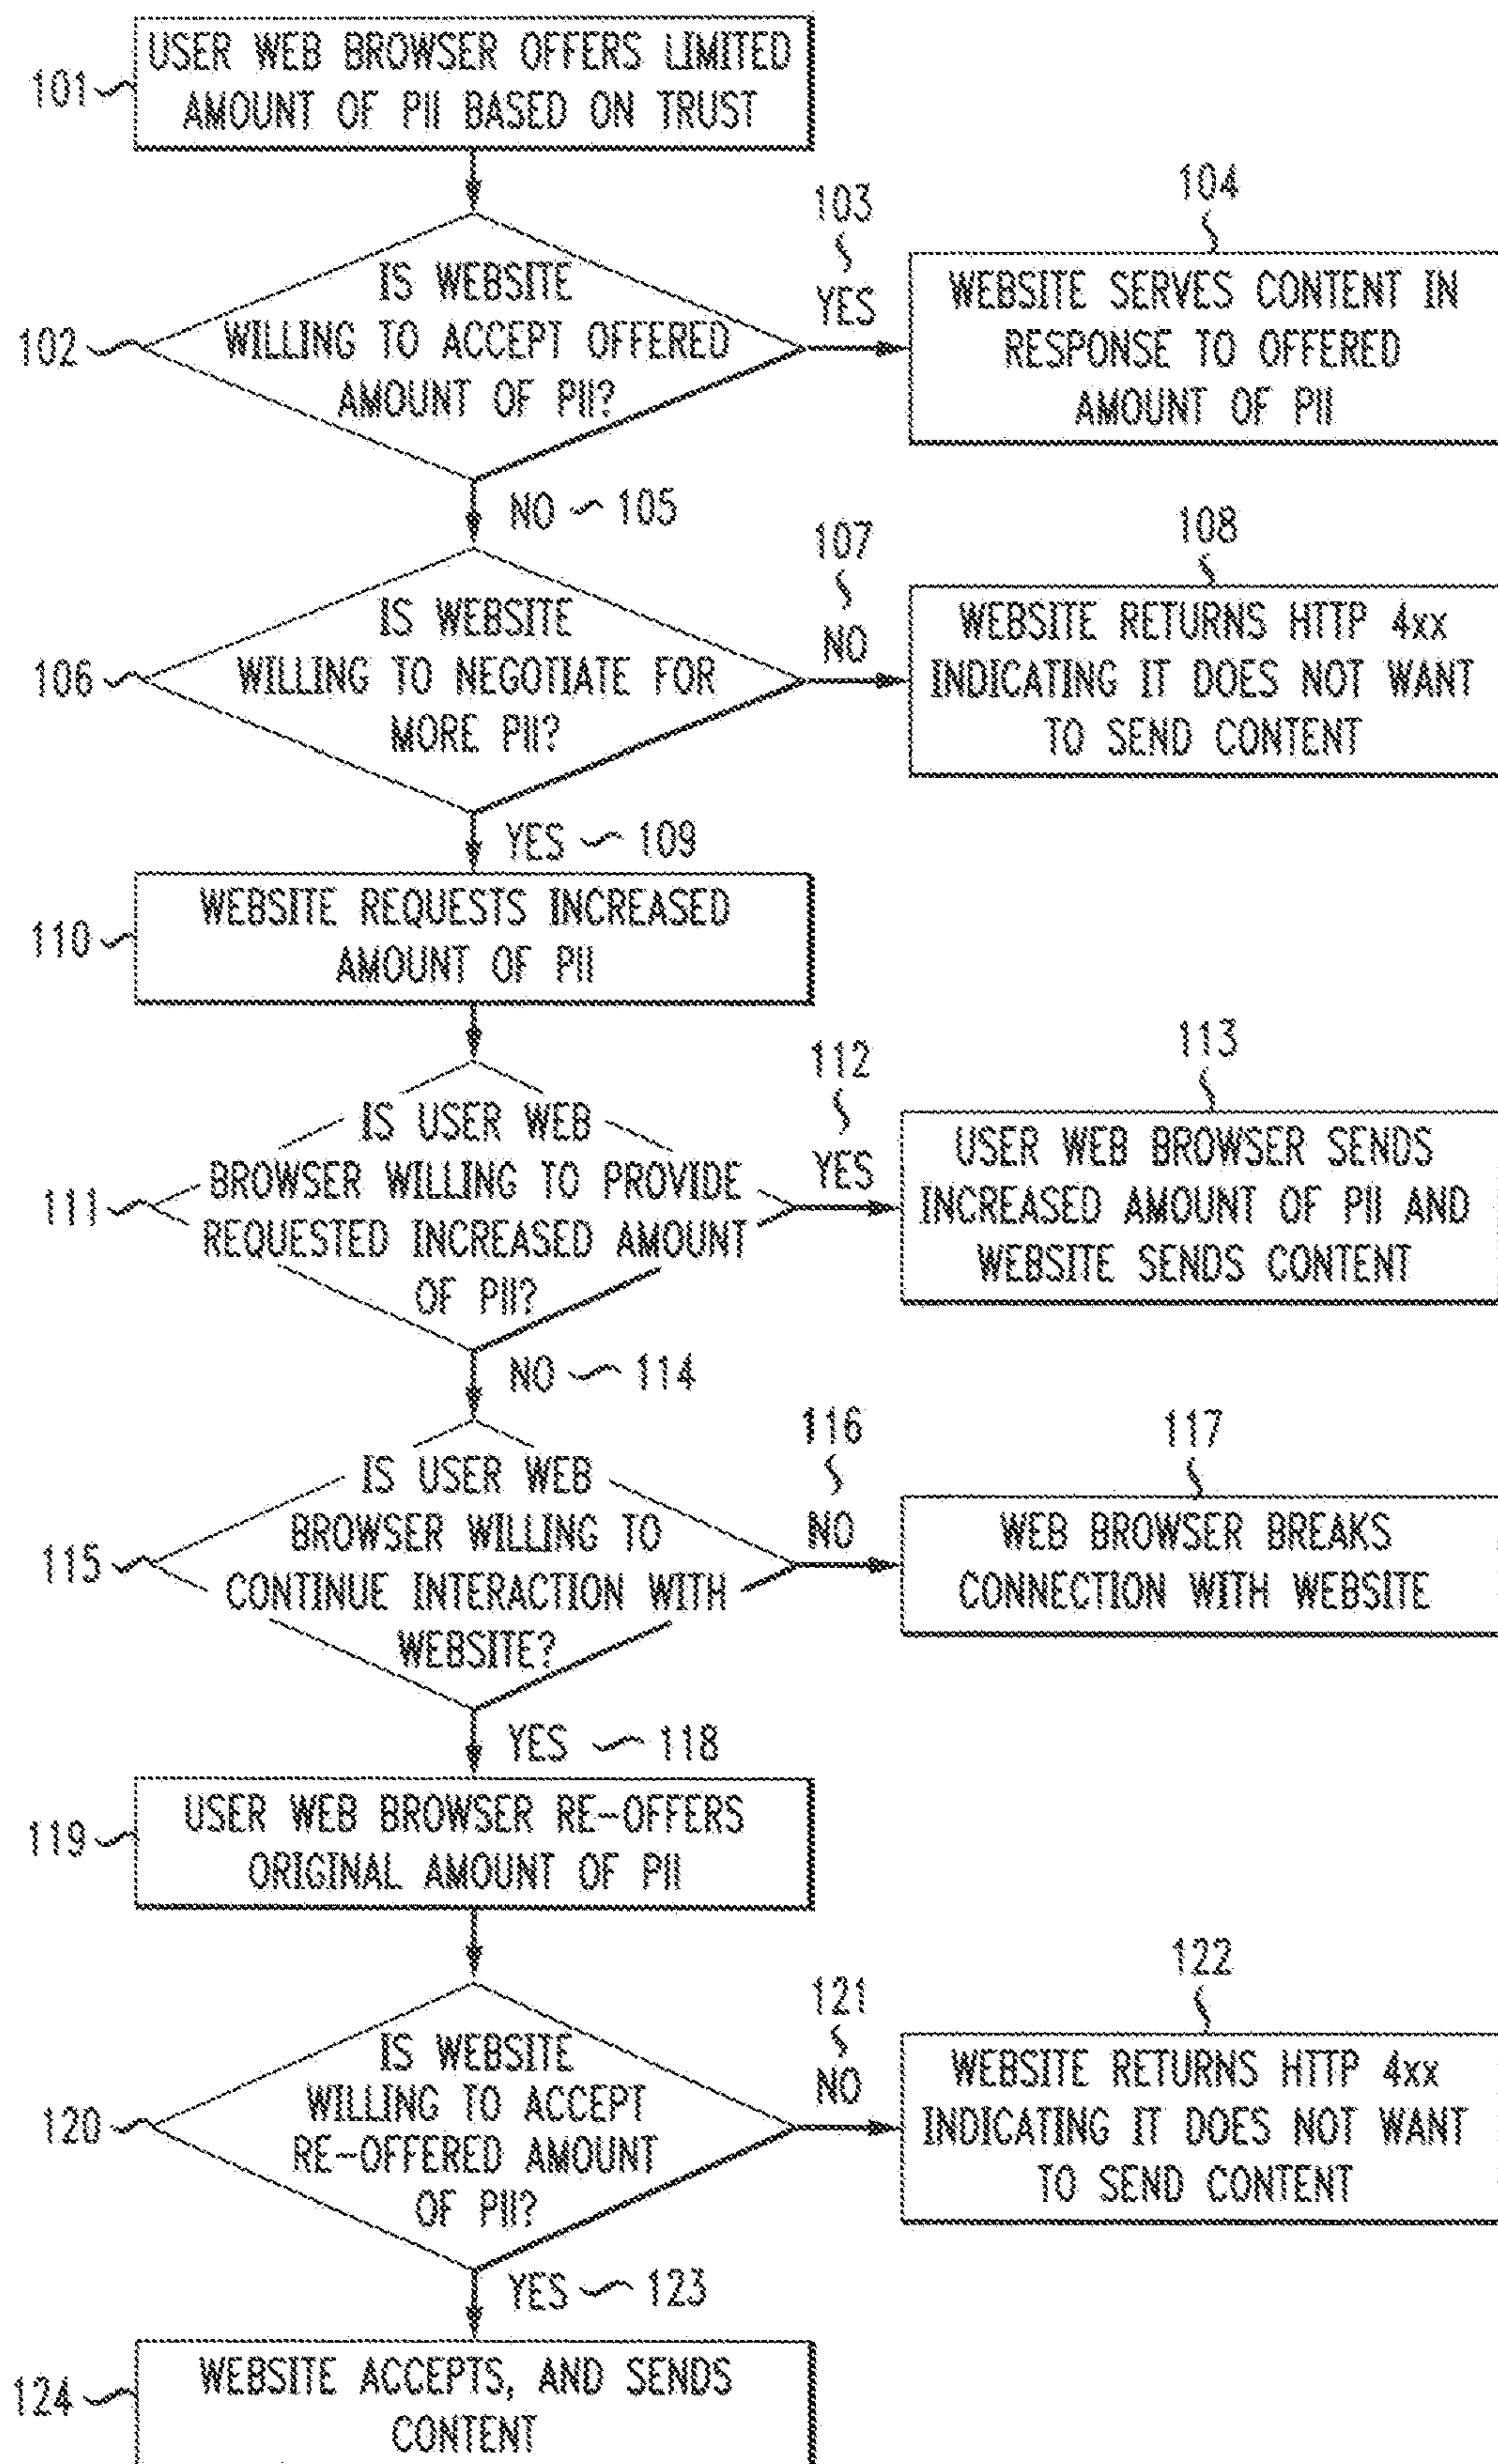 USER WEB BROWSER OFFERS LIMITED
AMOUNT OF PII BASED ON TRUST
101
IS WEBSITE
WILLING TO ACCEPT OFFERED
AMOUNT OF PII?
102
103
YES
104
WEBSITE SERVES CONTENT IN
RESPONSE TO OFFERED
AMOUNT OF PII
NO 105
IS WEBSITE
WILLING TO NEGOTIATE FOR
MORE PII?
106
107
NO
108
WEBSITE RETURNS HTTP 4xx
INDICATING IT DOES NOT WANT
TO SEND CONTENT
YES 109
WEBSITE REQUESTS INCREASED
AMOUNT OF PII
110
IS USER WEB
BROWSER WILLING TO PROVIDE
REQUESTED INCREASED AMOUNT
OF PII?
111
112
YES
113
USER WEB BROWSER SENDS
INCREASED AMOUNT OF PII AND
WEBSITE SENDS CONTENT
NO 114
IS USER WEB
BROWSER WILLING TO
CONTINUE INTERACTION WITH
WEBSITE?
115
116
NO
117
WEB BROWSER BREAKS
CONNECTION WITH WEBSITE
YES 118
USER WEB BROWSER RE-OFFERS
ORIGINAL AMOUNT OF PII
119
IS WEBSITE
WILLING TO ACCEPT
RE-OFFERED AMOUNT
OF PII?
120
121
NO
122
WEBSITE RETURNS HTTP 4xx
INDICATING IT DOES NOT WANT
TO SEND CONTENT
YES 123
WEBSITE ACCEPTS, AND SENDS
CONTENT
124